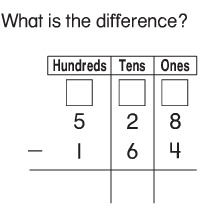 What is the difference?
Hundreds Tens Ones
5 2 8
− 1 6 4